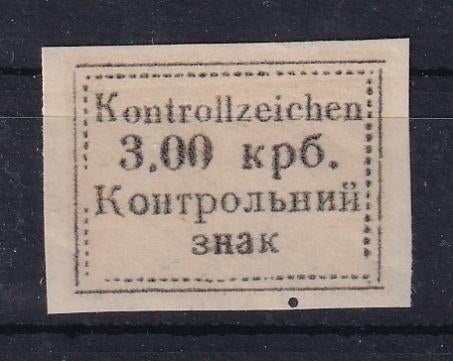 Kontrollzeichen
3.00 крб.
Контрольний
знак